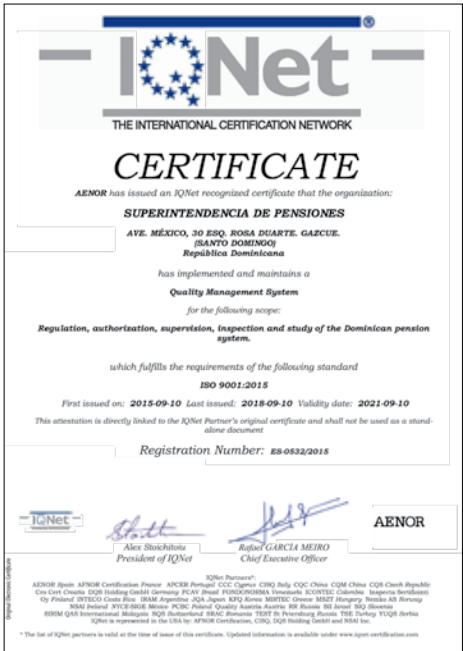 IQNet
THE INTERNATIONAL CERTIFICATION NETWORK
CERTIFICATE
AENOR has issued an IQNet recognized certificate that the organization:
SUPERINTENDENCIA DE PENSIONES
AVE. MÉXICO, 30 ESQ. ROSA DUARTE. GAZCUE.
(SANTO DOMINGO)
República Dominicana
has implemented and maintains a
Quality Management System
for the following scope:
Regulation, authorization, supervision, inspection and study of the Dominican pension
system.
which fulfills the requirements of the following standard
ISO 9001:2015
First issued on: 2015-09-10 Last issued: 2018-09-10 Validity date: 2021-09-10
This attestation is directly linked to the IQNet Partner's original certificate and shall not be used as a stand-
alone document
Registration Number: ES-0532/2015
IQNet
Alex Stoichitoiu
President of IQNet
Rafael GARCÍA MEIRO
Chief Executive Officer
AENOR
Original Electronic Certificate
IQNet Partners*:
AENOR Spain AFNOR Certification France APCER Portugal CCC Cyprus CISQ Italy CQC China CQM China CQS Czech Republic
Cro Cert Croatia DQS Holding GmbH Germany FCAV Brazil FONDONORMA Venezuela ICONTEC Colombia Inspecta Sertifiointi
Oy Finland INTECO Costa Rica IRAM Argentina JQA Japan KFQ Korea MIRTEC Greece MSZT Hungary Nemko AS Norway
NSAI Ireland NYCE-SIGE México PCBC Poland Quality Austria Austria RR Russia SII Israel SIQ Slovenia
SIRIM QAS International Malaysia SQS Switzerland SRAC Romania TEST St Petersburg Russia TSE Turkey YUQS Serbia
IQNet is represented in the USA by: AFNOR Certification, CISQ, DQS Holding GmbH and NSAI Inc.
* The list of IQNet partners is valid at the time of issue of this certificate. Updated information is available under www.iqnet-certification.com